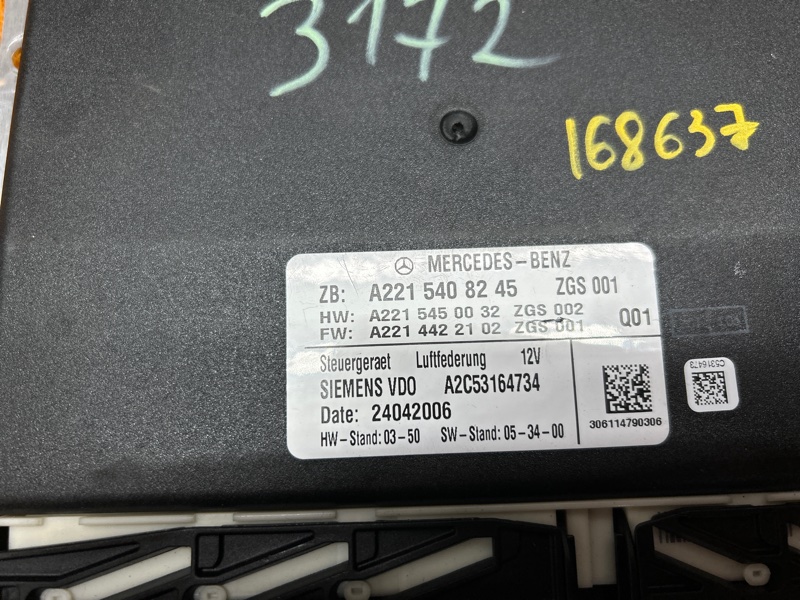 3172
168637
MERCEDES-BENZ
ZB: A221 540 82 45 ZGS 001
HW: A221 545 00 32 ZGS 002
FW: A221 442 21 02 ZGS 001
Q01
Steuergeraet Luftfederung 12V
SIEMENS VDO A2C53164734
Date: 24042006
HW-Stand: 03-50 SW-Stand: 05-34-00
306114790306
C5316473